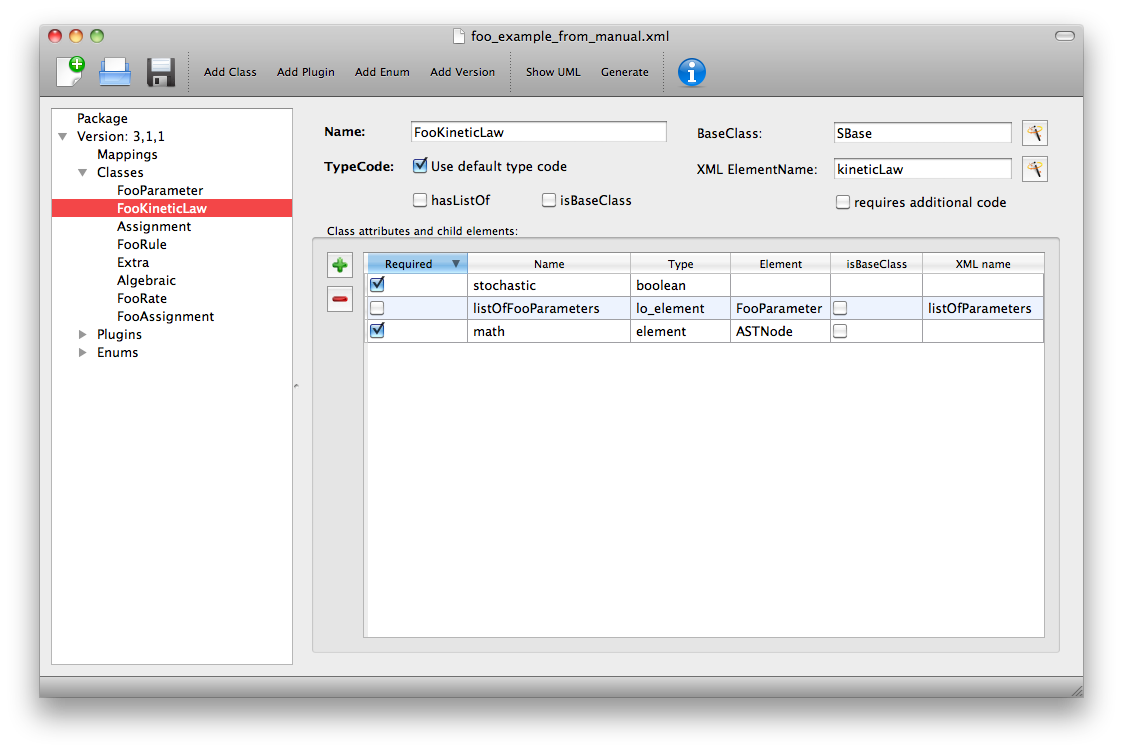 foo_example_from_manual.xml
Add Class Add Plugin Add Enum Add Version Show UML Generate
Package
Version: 3,1,1
Mappings
Classes
FooParameter
FooKineticLaw
Assignment
FooRule
Extra
Algebraic
FooRate
FooAssignment
Plugins
Enums
Name: FooKineticLaw BaseClass: SBase
TypeCode: Use default type code XML ElementName: kineticLaw
hasListOf isBaseClass requires additional code
Class attributes and child elements:
Required Name Type Element isBaseClass XML name
stochastic boolean
listOfFooParameters lo_element FooParameter listOfParameters
math element ASTNode